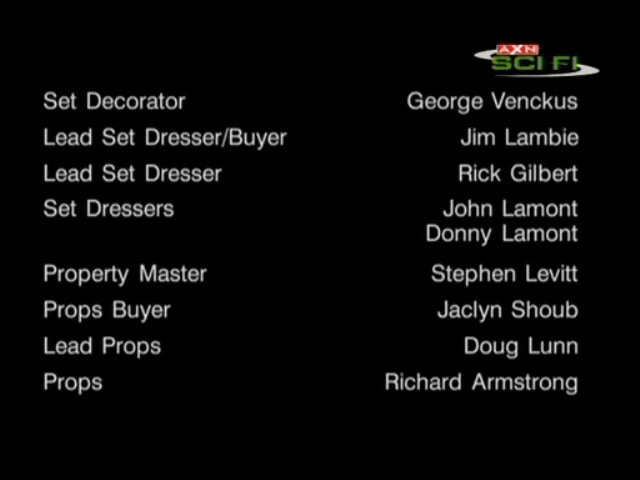 AXN
SCI FI
Set Decorator George Venckus
Lead Set Dresser/Buyer Jim Lambie
Lead Set Dresser Rick Gilbert
Set Dressers John Lamont
Donny Lamont
Property Master Stephen Levitt
Props Buyer Jaclyn Shoub
Lead Props Doug Lunn
Props Richard Armstrong